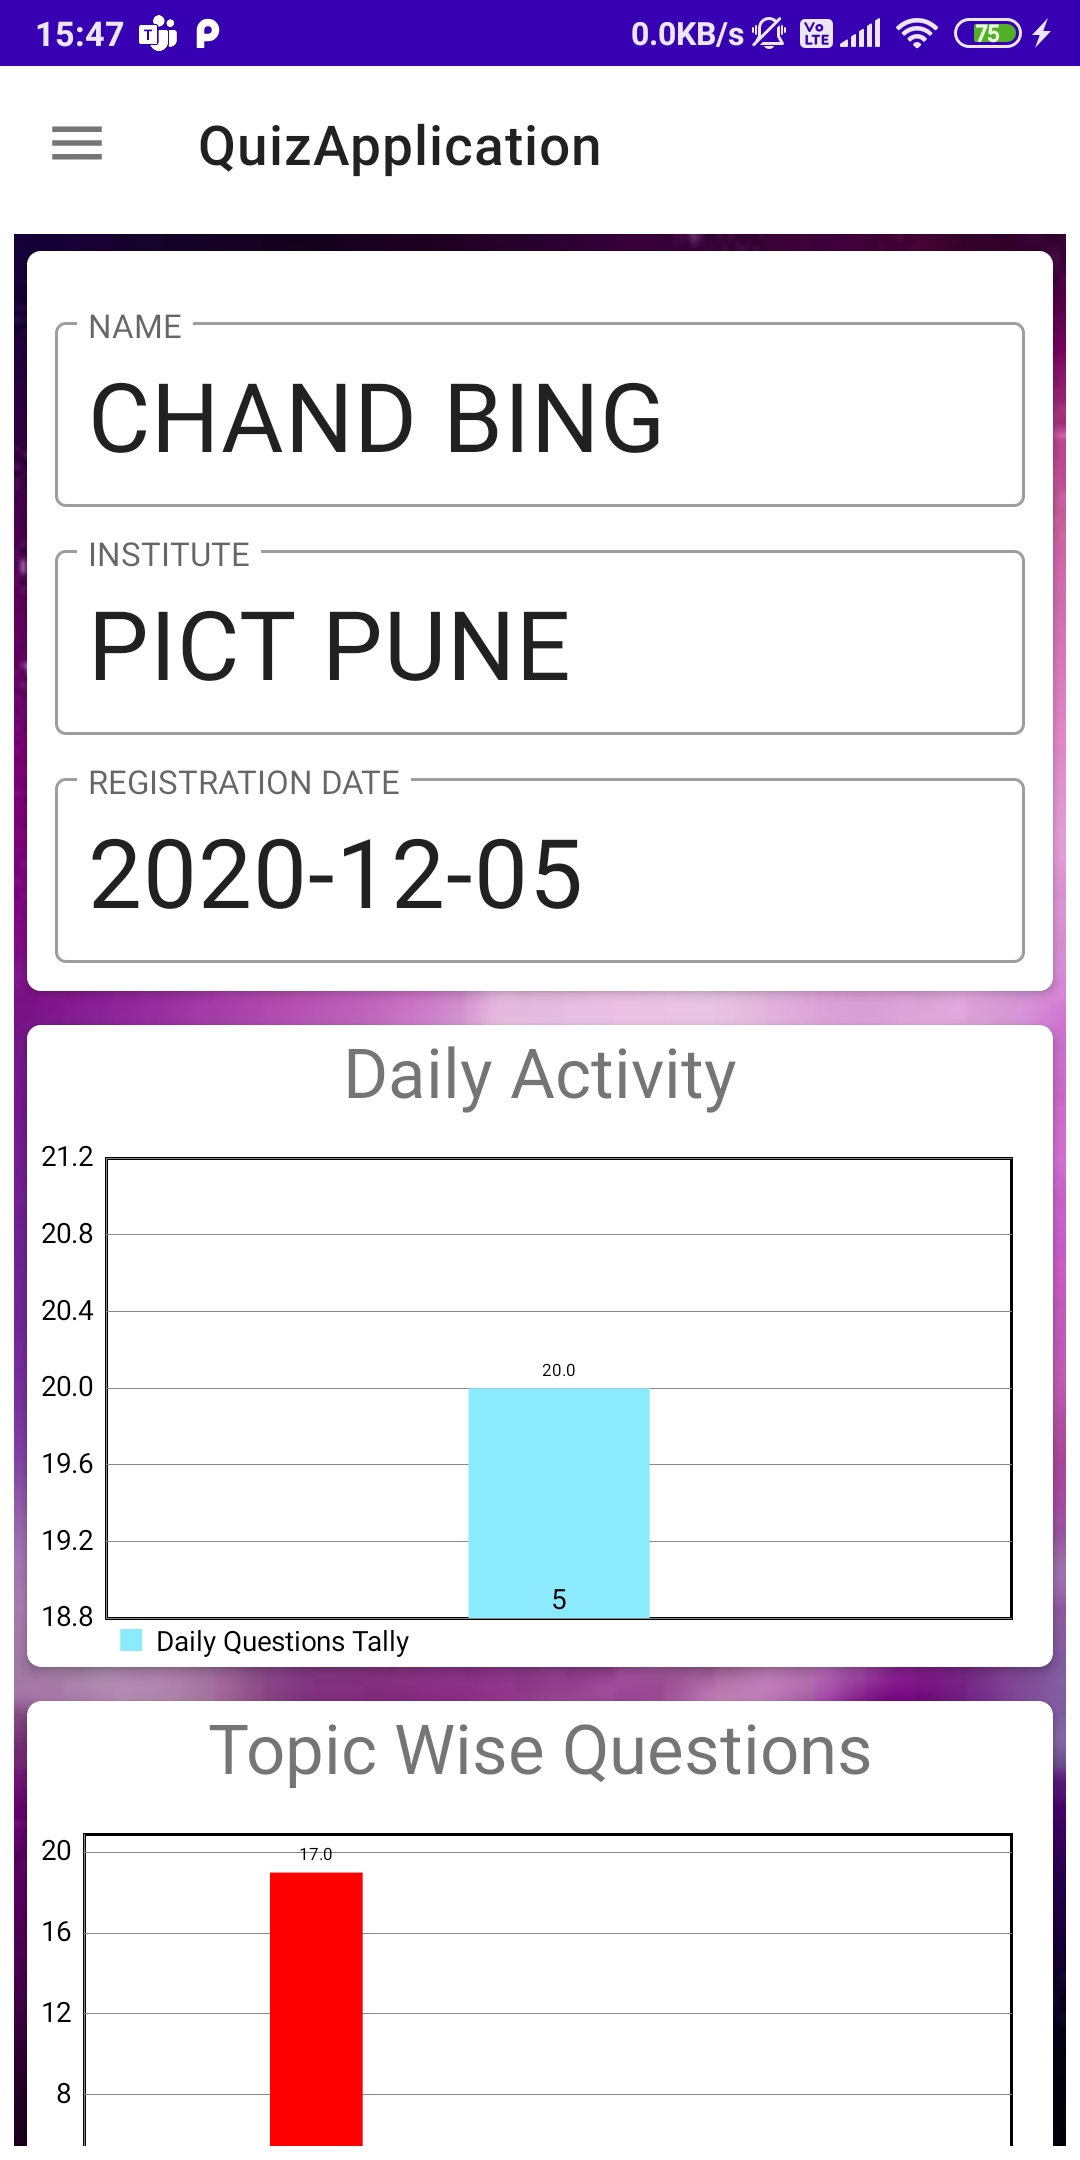 15:47 0.0KB/s Vo LTE 75
QuizApplication
NAME
CHAND BING
INSTITUTE
PICT PUNE
REGISTRATION DATE
2020-12-05
Daily Activity
21.2
20.8
20.4
20.0
20.0
19.6
19.2
5
18.8
Daily Questions Tally
Topic Wise Questions
20
17.0
16
12
8